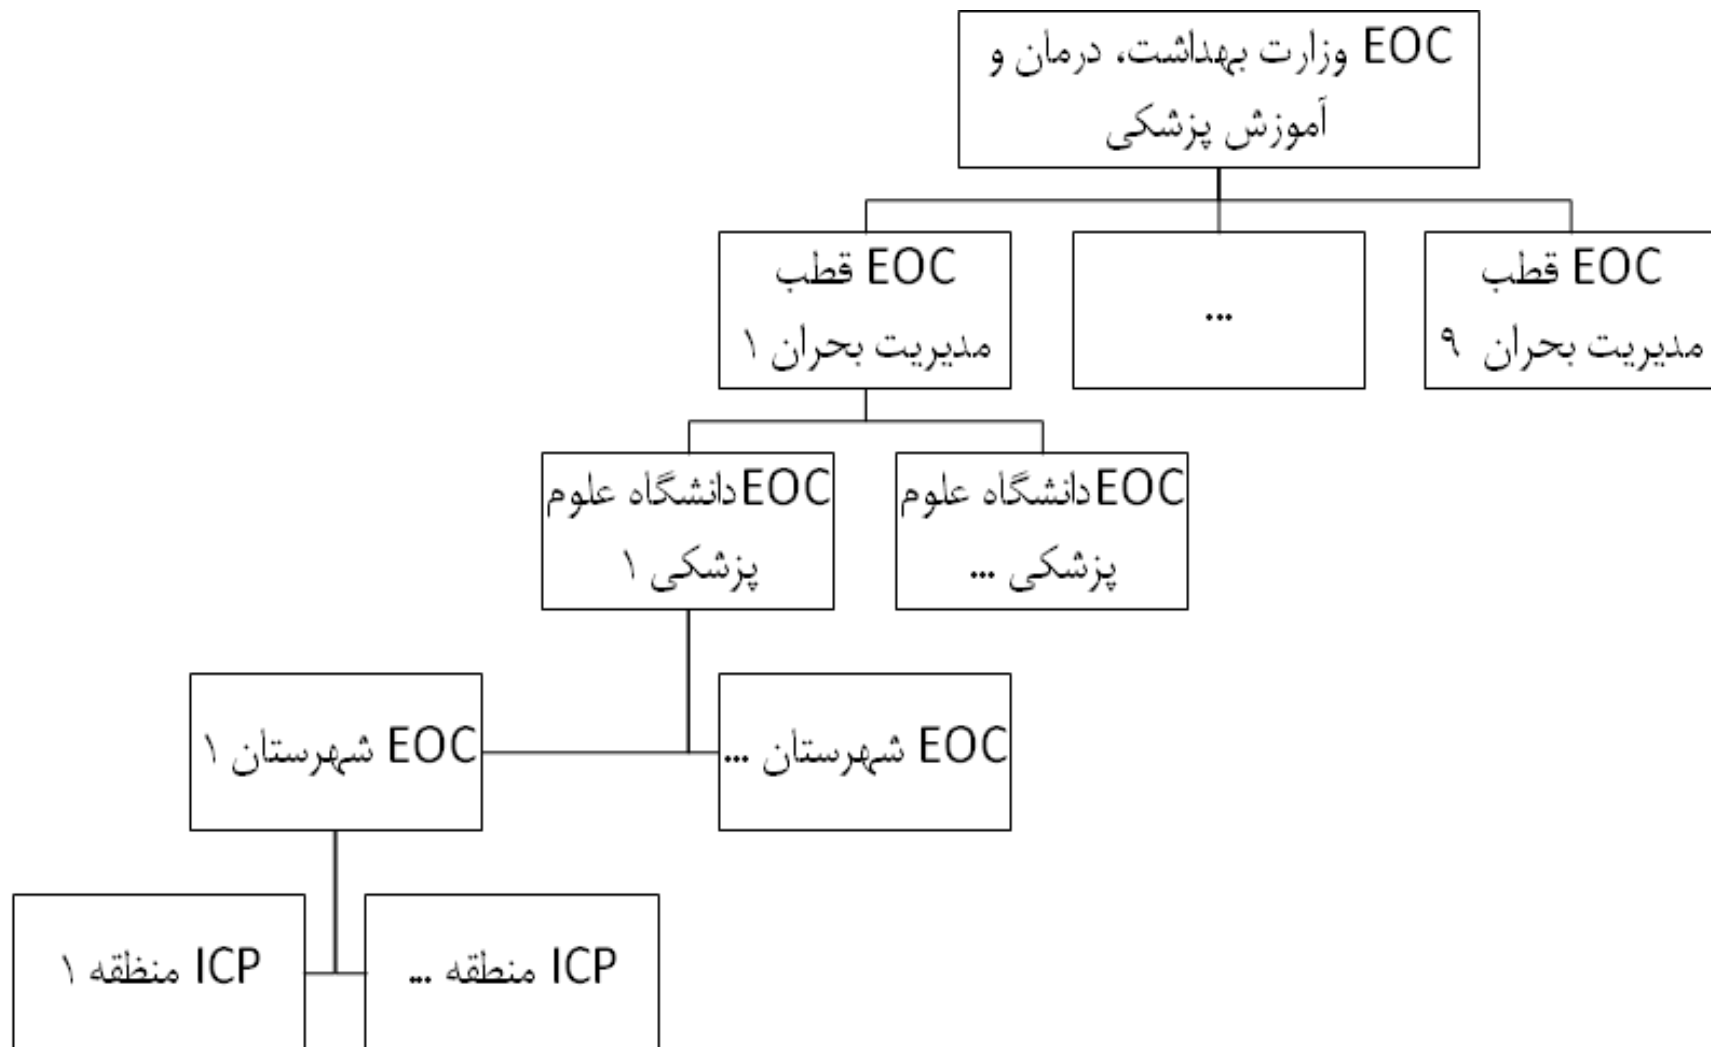 EOC وزارت بهداشت، درمان و
آموزش پزشکی
EOC قطب
مدیریت بحران ۹
...
EOC قطب
مدیریت بحران ۱
EOCدانشگاه علوم
پزشکی ...
EOCدانشگاه علوم
پزشکی ۱
EOC شهرستان ...
EOC شهرستان ۱
ICP منطقه ...
ICP منظقه ۱